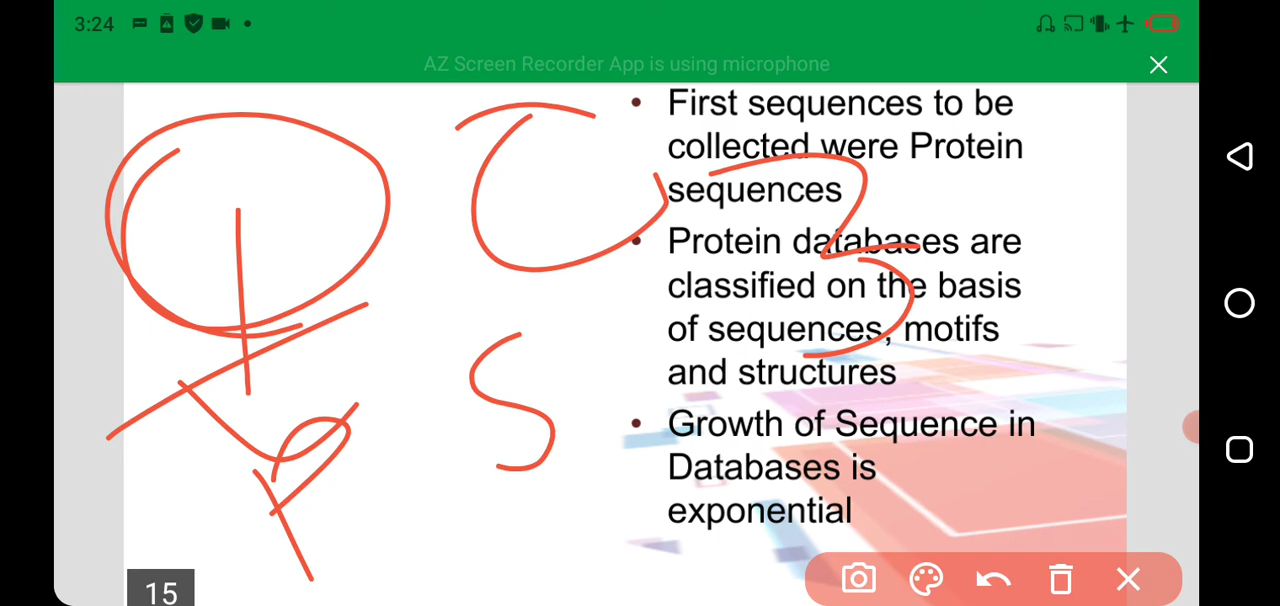 3:24
AZ Screen Recorder App is using microphone
• First sequences to be
collected were Protein
sequences
• Protein databases are
classified on the basis
of sequences, motifs
and structures
• Growth of Sequence in
Databases is
exponential
3
S
15